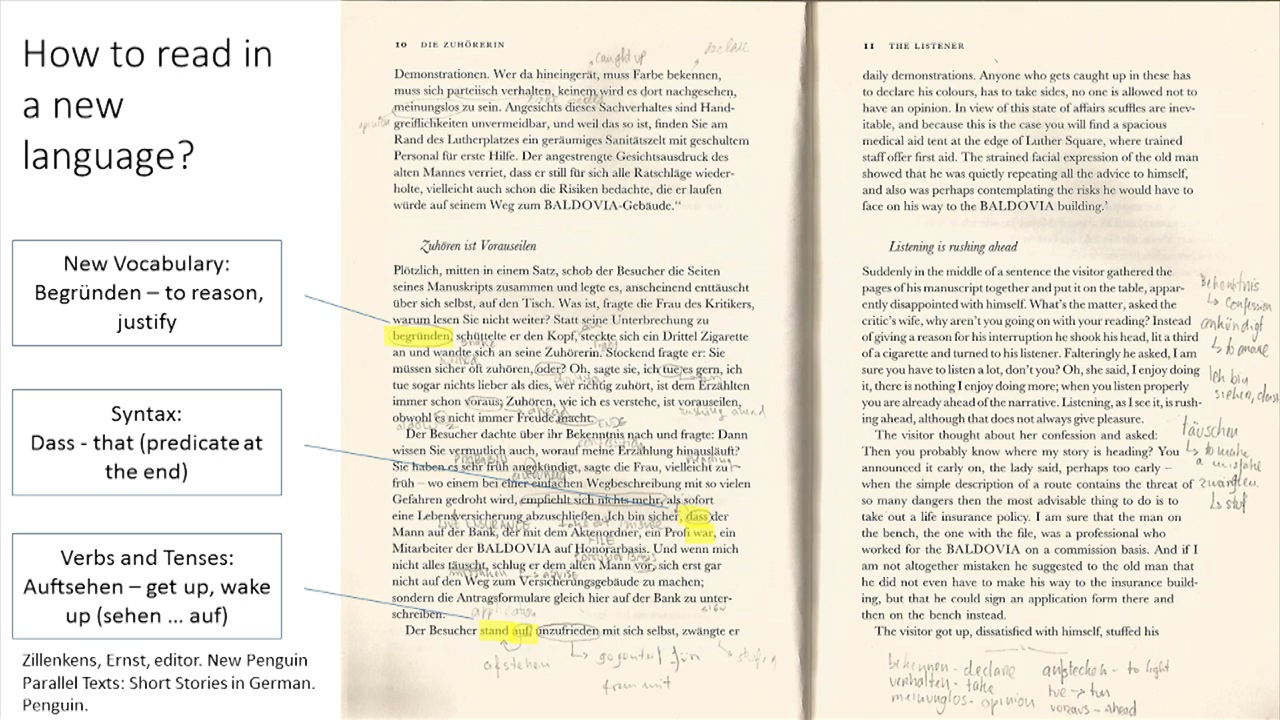 How to read in
a new
language?
New Vocabulary:
Begründen – to reason,
justify
Syntax:
Dass - that (predicate at
the end)
Verbs and Tenses:
Auftsehen – get up, wake
up (sehen ... auf)
Zillenkens, Ernst, editor. New Penguin
Parallel Texts: Short Stories in German.
Penguin.
10 DIE ZUHÖRERIN
caught up
declare
Demonstrationen. Wer da hineingerät, muss Farbe bekennen,
muss sich parteiisch verhalten, keinem wird es dort nachgesehen,
meinungslos zu sein. Angesichts dieses Sachverhaltes sind Hand-
opinion
greiflichkeiten unvermeidbar, und weil das so ist, finden Sie am
Rand des Lutherplatzes ein geräumiges Sanitätszelt mit geschultem
Personal für erste Hilfe. Der angestrengte Gesichtsausdruck des
alten Mannes verriet, dass er still für sich alle Ratschläge wieder-
holte, vielleicht auch schon die Risiken bedachte, die er laufen
würde auf seinem Weg zum BALDOVIA-Gebäude.“
Zuhören ist Vorauseilen
Plötzlich, mitten in einem Satz, schob der Besucher die Seiten
seines Manuskripts zusammen und legte es, anscheinend enttäuscht
über sich selbst, auf den Tisch. Was ist, fragte die Frau des Kritikers,
warum lesen Sie nicht weiter? Statt seine Unterbrechung zu
begründen, schüttelte er den Kopf, steckte sich ein Drittel Zigarette
shake
light
an und wandte sich an seine Zuhörerin. Stockend fragte er: Sie
müssen sicher oft zuhören, oder? Oh, sagte sie, ich tue es gern, ich
tue sogar nichts lieber als dies, wer richtig zuhört, ist dem Erzählten
immer schon voraus; Zuhören, wie ich es verstehe, ist vorauseilen,
ahead
rushing ahead
obwohl es nicht immer Freude macht.
ENDE
Der Besucher dachte über ihr Bekenntnis nach und fragte: Dann
wissen Sie vermutlich auch, worauf meine Erzählung hinausläuft?
Sie haben es sehr früh angekündigt, sagte die Frau, vielleicht zu
früh – wo einem bei einer einfachen Wegbeschreibung mit so vielen
Gefahren gedroht wird, empfiehlt sich nichts mehr, als sofort
eine Lebensversicherung abzuschließen. Ich bin sicher, dass der
LIFE INSURANCE
Mann auf der Bank, der mit dem Aktenordner, ein Profi war, ein
FILE
Mitarbeiter der BALDOVIA auf Honorarbasis. Und wenn mich
nicht alles täuscht, schlug er dem alten Mann vor, sich erst gar
nicht auf den Weg zum Versicherungsgebäude zu machen;
sondern die Antragsformulare gleich hier auf der Bank zu unter-
schreiben.
application
sign
Der Besucher stand auf, unzufrieden mit sich selbst, zwängte er
afstehen
gegenteil für
from mit
11 THE LISTENER
daily demonstrations. Anyone who gets caught up in these has
to declare his colours, has to take sides, no one is allowed not to
have an opinion. In view of this state of affairs scuffles are inev-
itable, and because this is the case you will find a spacious
medical aid tent at the edge of Luther Square, where trained
staff offer first aid. The strained facial expression of the old man
showed that he was quietly repeating all the advice to himself,
and also was perhaps contemplating the risks he would have to
face on his way to the BALDOVIA building.’
Listening is rushing ahead
Suddenly in the middle of a sentence the visitor gathered the
pages of his manuscript together and put it on the table, appar-
ently disappointed with himself. What’s the matter, asked the
critic’s wife, why aren’t you going on with your reading? Instead
of giving a reason for his interruption he shook his head, lit a third
of a cigarette and turned to his listener. Falteringly he asked, I am
sure you have to listen a lot, don’t you? Oh, she said, I enjoy doing
it, there is nothing I enjoy doing more; when you listen properly
you are already ahead of the narrative. Listening, as I see it, is rush-
ing ahead, although that does not always give pleasure.
The visitor thought about her confession and asked:
Then you probably know where my story is heading? You
announced it early on, the lady said, perhaps too early –
when the simple description of a route contains the threat of
so many dangers then the most advisable thing to do is to
take out a life insurance policy. I am sure that the man on
the bench, the one with the file, was a professional who
worked for the BALDOVIA on a commission basis. And if I
am not altogether mistaken he suggested to the old man that
he did not even have to make his way to the insurance build-
ing, but that he could sign an application form there and
then on the bench instead.
The visitor got up, dissatisfied with himself, stuffed his
Bekenntnis
confession
ankündigt
Ich bin
täuschen
to make
a mistake
zwängten
bekennen - declare
verhalten - take
meinunglos - opinion
anstecken - to light
tue → tun
voraus - ahead